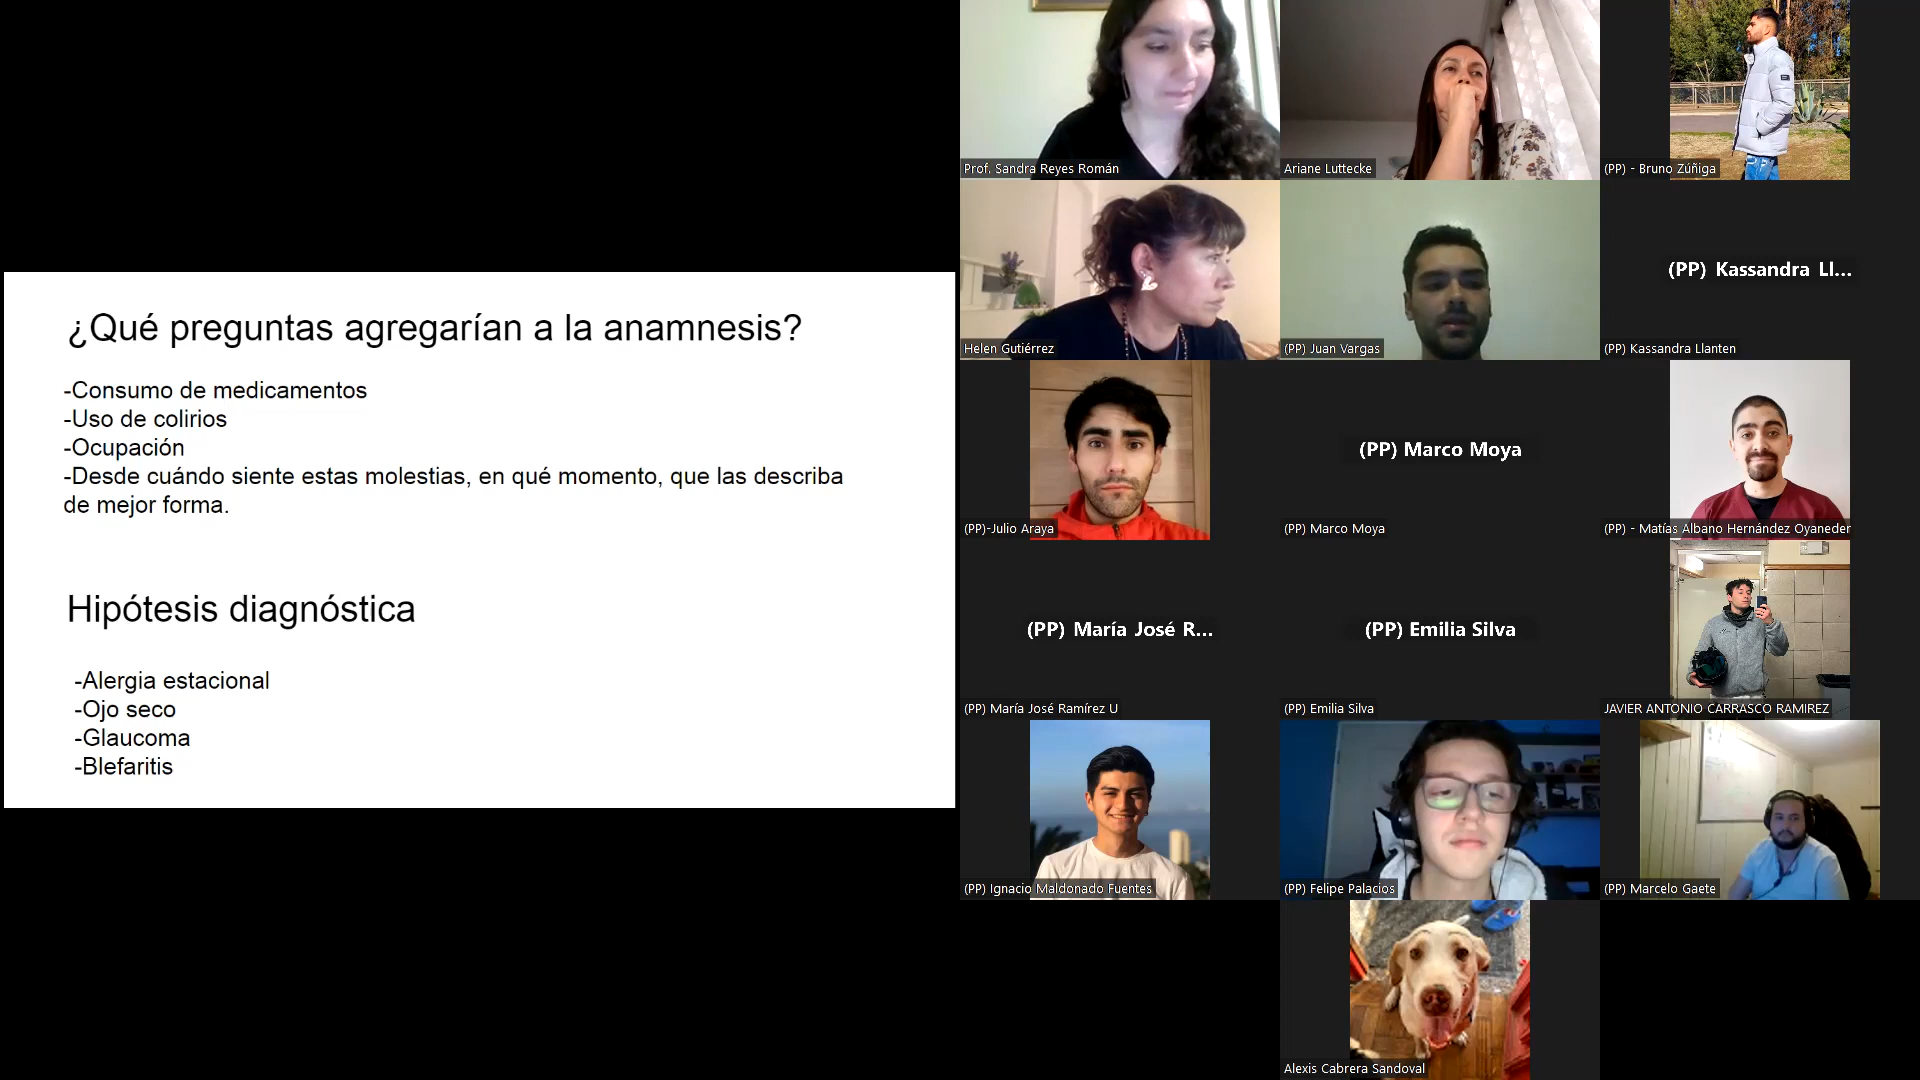 ¿Qué preguntas agregarían a la anamnesis?
-Consumo de medicamentos
-Uso de colirios
-Ocupación
-Desde cuándo siente estas molestias, en qué momento, que las describa
de mejor forma.
Hipótesis diagnóstica
-Alergia estacional
-Ojo seco
-Glaucoma
-Blefaritis
Prof. Sandra Reyes Román
Ariane Luttecke
(PP) - Bruno Zúñiga
Helen Gutiérrez
(PP) Juan Vargas
(PP) Kassandra Ll...
(PP) Kassandra Llanten
(PP)-Julio Araya
(PP) Marco Moya
(PP) Marco Moya
(PP) - Matías Albano Hernández Oyaneder
(PP) María José R...
(PP) María José Ramírez U
(PP) Emilia Silva
(PP) Emilia Silva
JAVIER ANTONIO CARRASCO RAMIREZ
(PP) Ignacio Maldonado Fuentes
(PP) Felipe Palacios
(PP) Marcelo Gaete
Alexis Cabrera Sandoval